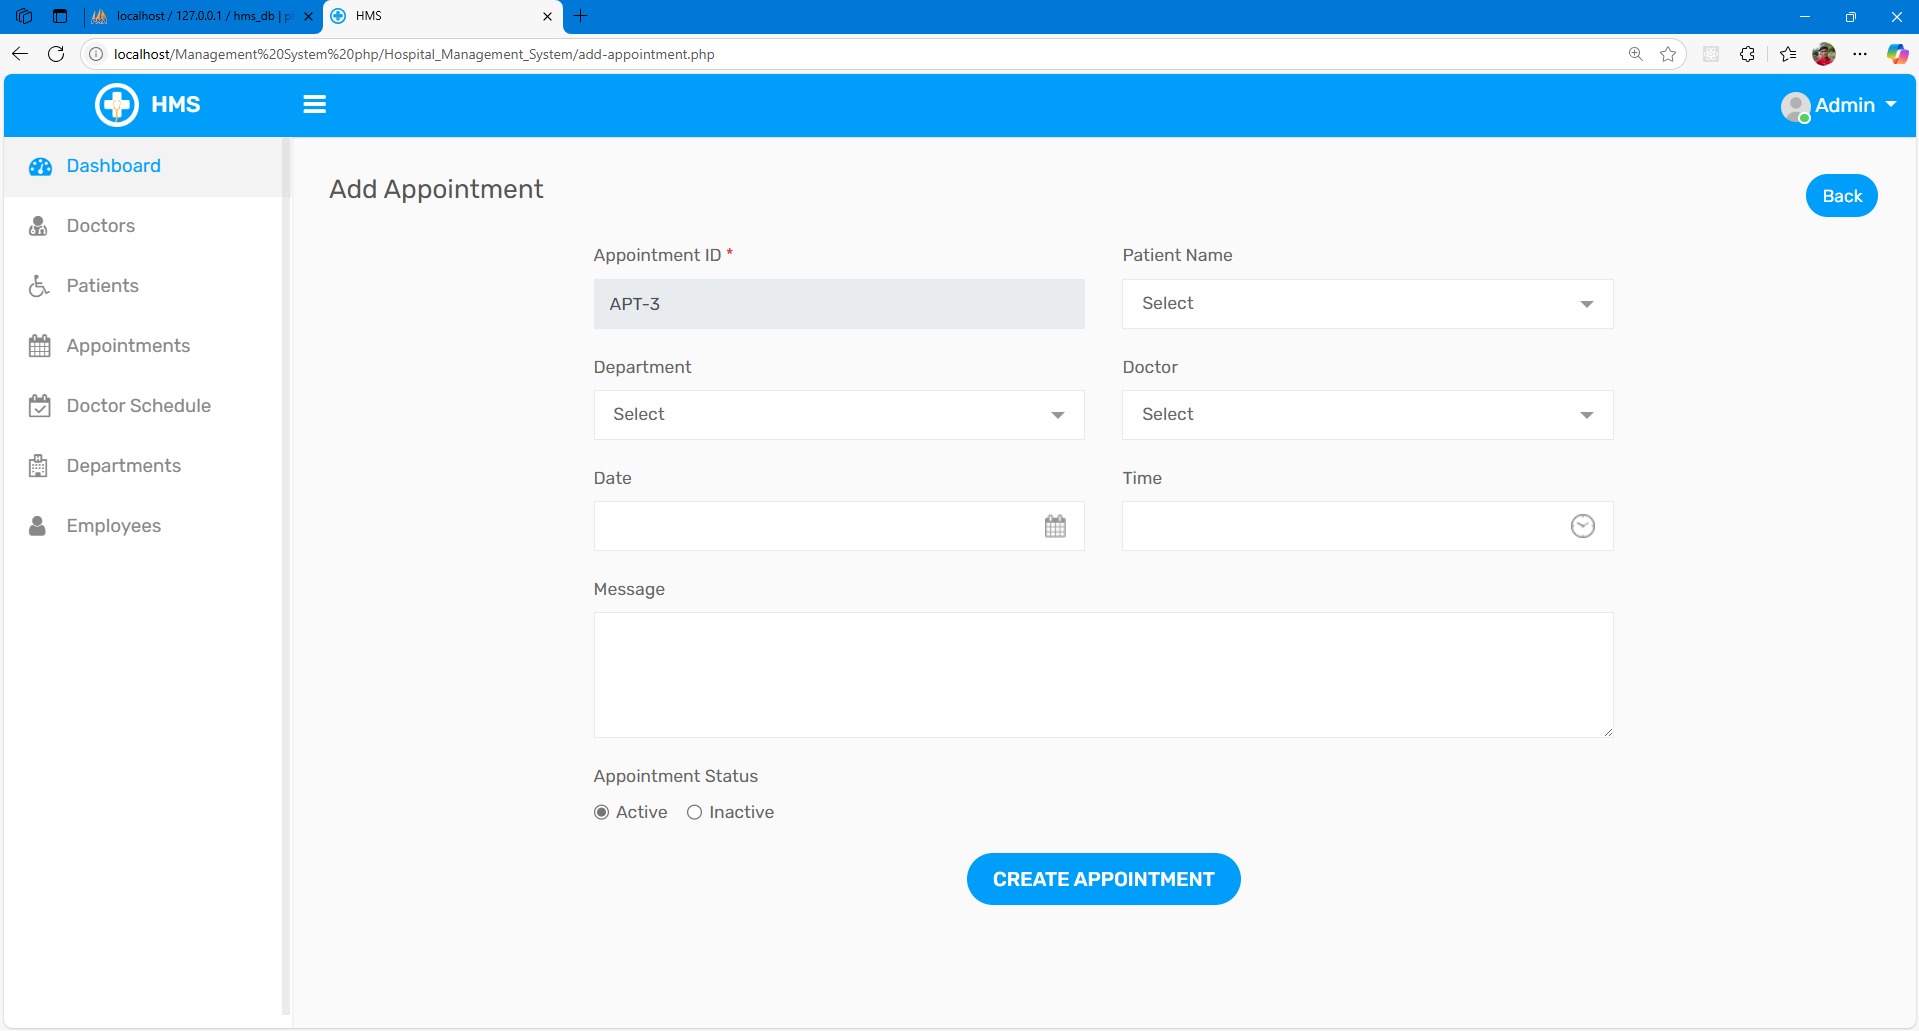 localhost / 127.0.0.1 / hms_db | p
HMS
localhost/Management%20System%20php/Hospital_Management_System/add-appointment.php
HMS
Admin
Dashboard
Doctors
Patients
Appointments
Doctor Schedule
Departments
Employees
Add Appointment
Back
Appointment ID *
Patient Name
APT-3
Select
Department
Doctor
Select
Select
Date
Time
Message
Appointment Status
Active
Inactive
CREATE APPOINTMENT